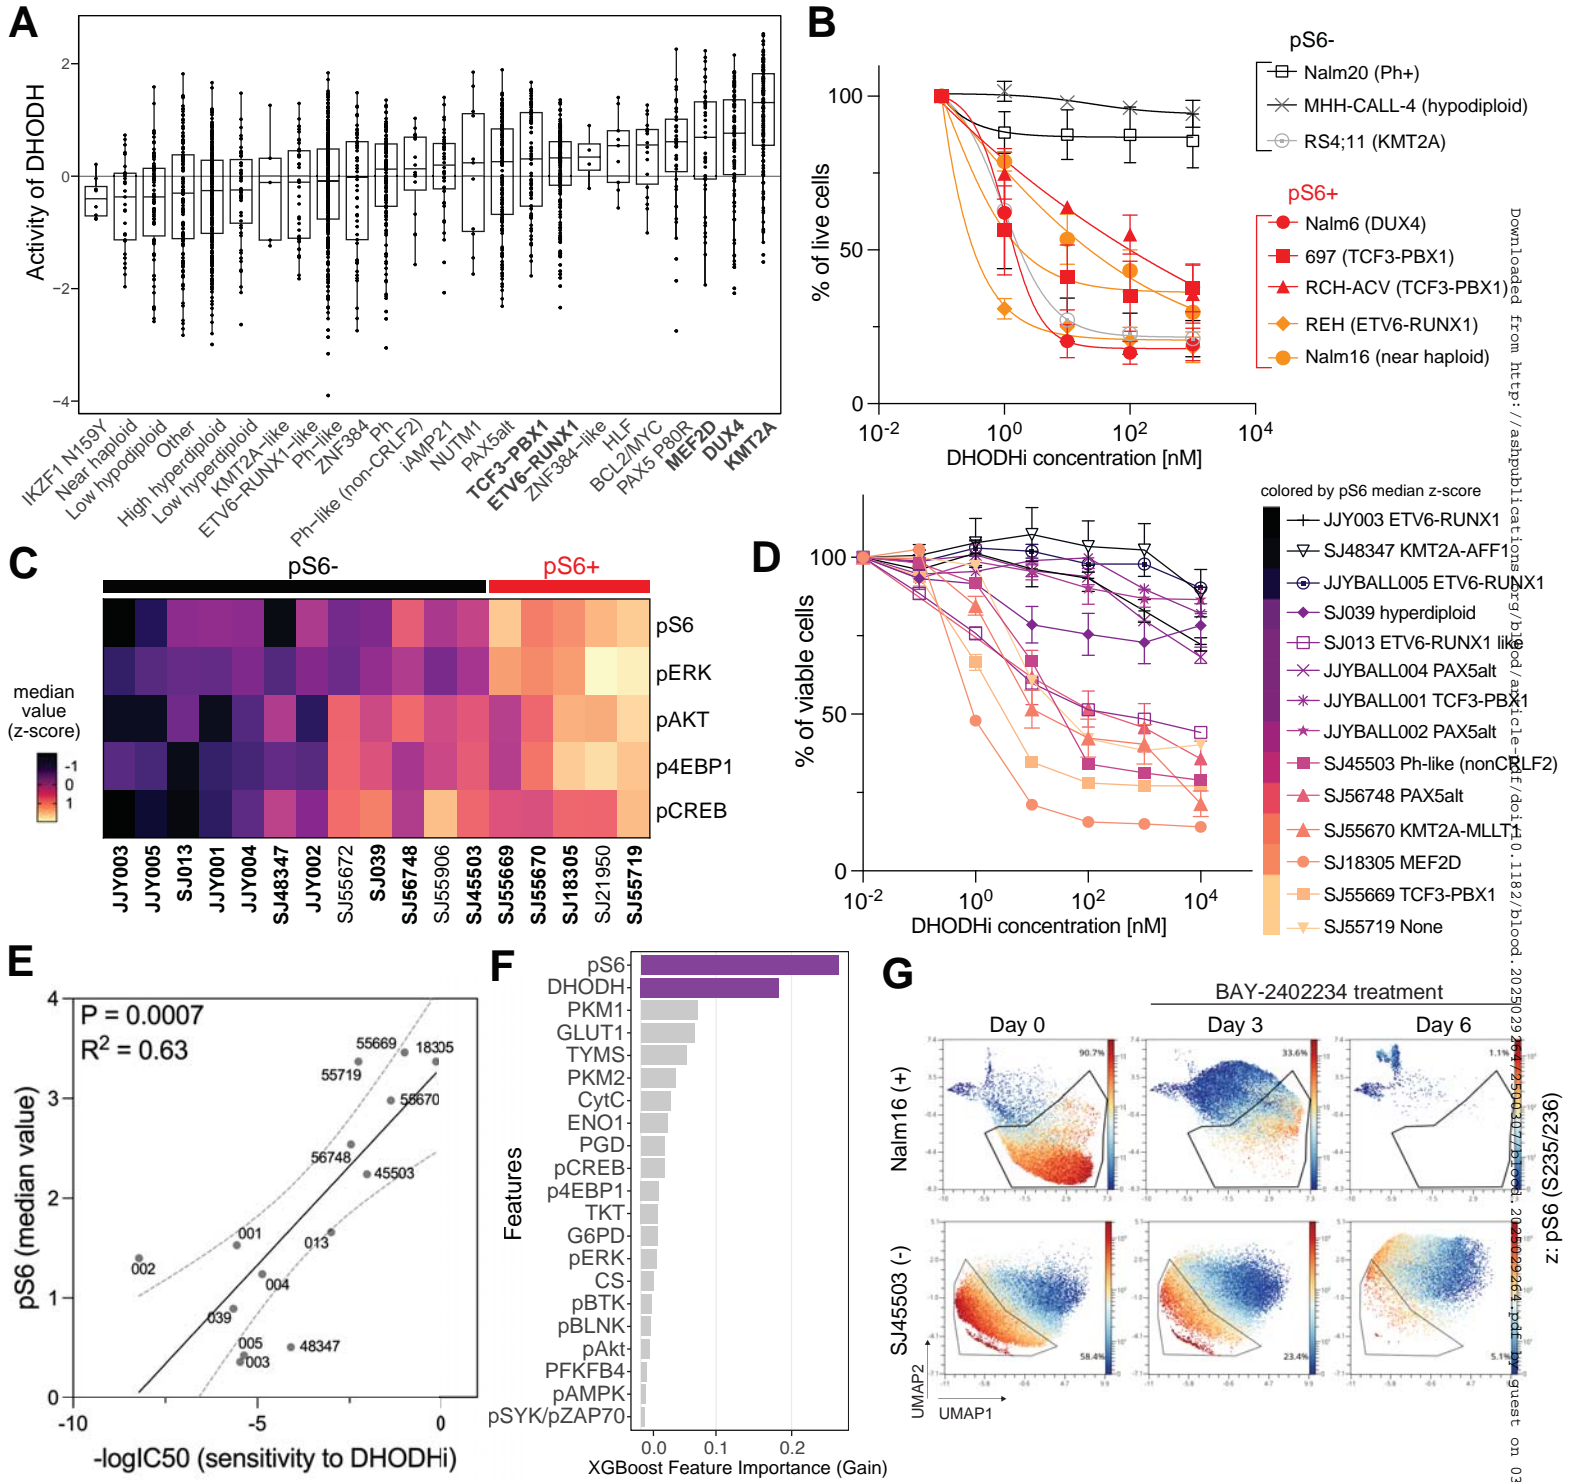 A
Activity of DHODH
2
0
−2
−4
IKZF1 N159Y
Near haploid
Low hypodiploid
Other
High hyperdiploid
Low hyperdiploid
KMT2A−like
ETV6−RUNX1−like
Ph−like
ZNF384
Ph
Ph−like (non−CRLF2)
iAMP21
NUTM1
PAX5alt
TCF3−PBX1
ETV6−RUNX1
ZNF384−like
HLF
BCL2/MYC
PAX5 P80R
MEF2D
DUX4
KMT2A
B
% of live cells
100
50
0
10-2
100
102
104
DHODHi concentration [nM]
pS6-
Nalm20 (Ph+)
MHH-CALL-4 (hypodiploid)
RS4;11 (KMT2A)
pS6+
Nalm6 (DUX4)
697 (TCF3-PBX1)
RCH-ACV (TCF3-PBX1)
REH (ETV6-RUNX1)
Nalm16 (near haploid)
C
pS6-
pS6+
pS6
pERK
pAKT
p4EBP1
pCREB
median
value
(z-score)
-1
0
1
JJY003
JJY005
SJ013
JJY001
JJY004
SJ48347
JJY002
SJ55672
SJ039
SJ56748
SJ55906
SJ45503
SJ55669
SJ55670
SJ18305
SJ21950
SJ55719
D
% of viable cells
100
50
0
10-2
100
102
104
DHODHi concentration [nM]
colored by pS6 median z-score
JJY003 ETV6-RUNX1
SJ48347 KMT2A-AFF1
JJYBALL005 ETV6-RUNX1
SJ039 hyperdiploid
SJ013 ETV6-RUNX1 like
JJYBALL004 PAX5alt
JJYBALL001 TCF3-PBX1
JJYBALL002 PAX5alt
SJ45503 Ph-like (nonCRLF2)
SJ56748 PAX5alt
SJ55670 KMT2A-MLLT1
SJ18305 MEF2D
SJ55669 TCF3-PBX1
SJ55719 None
E
P = 0.0007
R2 = 0.63
pS6 (median value)
4
3
2
1
0
-10
-5
0
-logIC50 (sensitivity to DHODHi)
55669
18305
55719
55670
56748
45503
001
013
002
004
039
005
003
48347
F
Features
pS6
DHODH
PKM1
GLUT1
TYMS
PKM2
CytC
ENO1
PGD
pCREB
p4EBP1
TKT
G6PD
pERK
CS
pBTK
pBLNK
pAkt
PFKFB4
pAMPK
pSYK/pZAP70
0.0
0.1
0.2
XGBoost Feature Importance (Gain)
G
BAY-2402234 treatment
Day 0
Day 3
Day 6
Nalm16 (+)
90.7%
33.6%
1.1%
SJ45503 (-)
58.4%
23.4%
5.1%
UMAP2
UMAP1
z: pS6 (S235/236)
Downloaded from http://ashpublications.org/blood/article-pdf/doi/10.1182/blood.2025029264/2500307/blood.2025029264.pdf by guest on 03